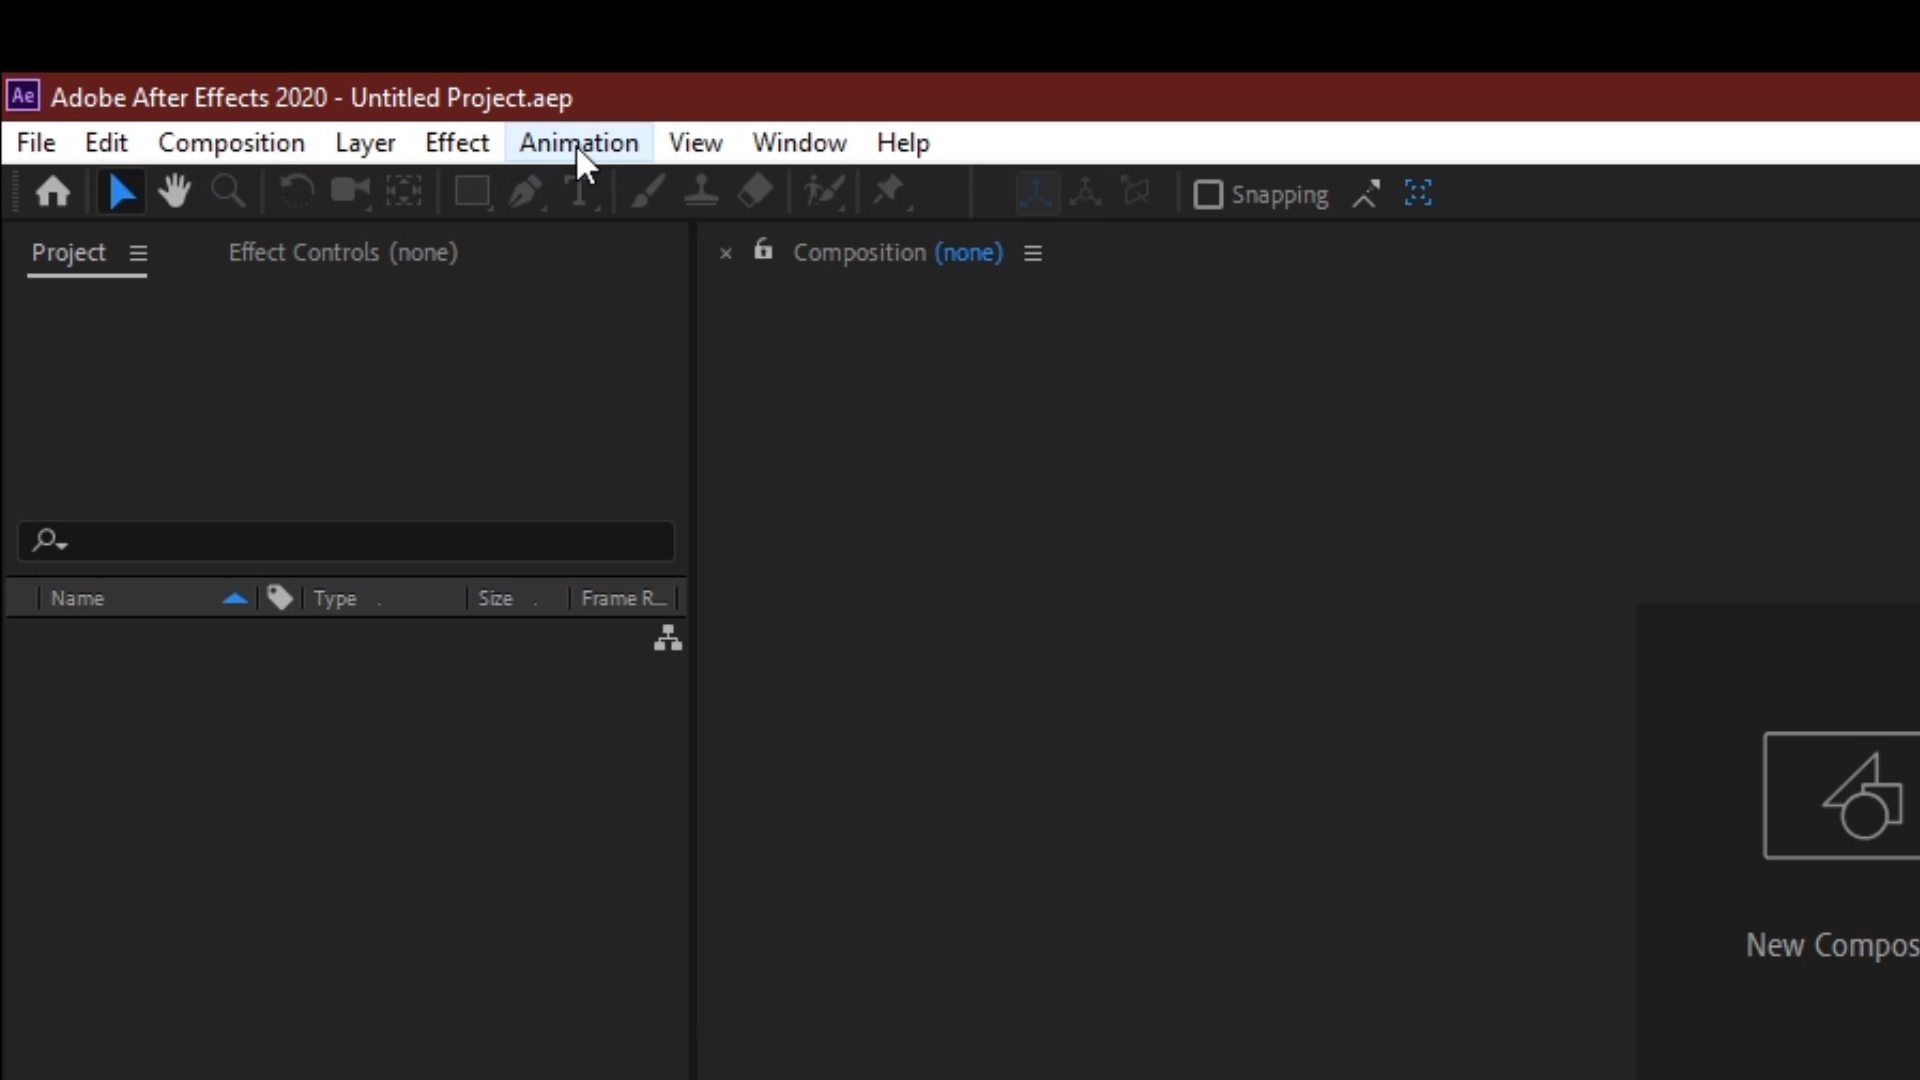 Ae Adobe After Effects 2020 - Untitled Project.aep
File Edit Composition Layer Effect Animation View Window Help
T Snapping
Project Effect Controls (none) × Composition (none)
Name Type Size Frame R...
New Compos